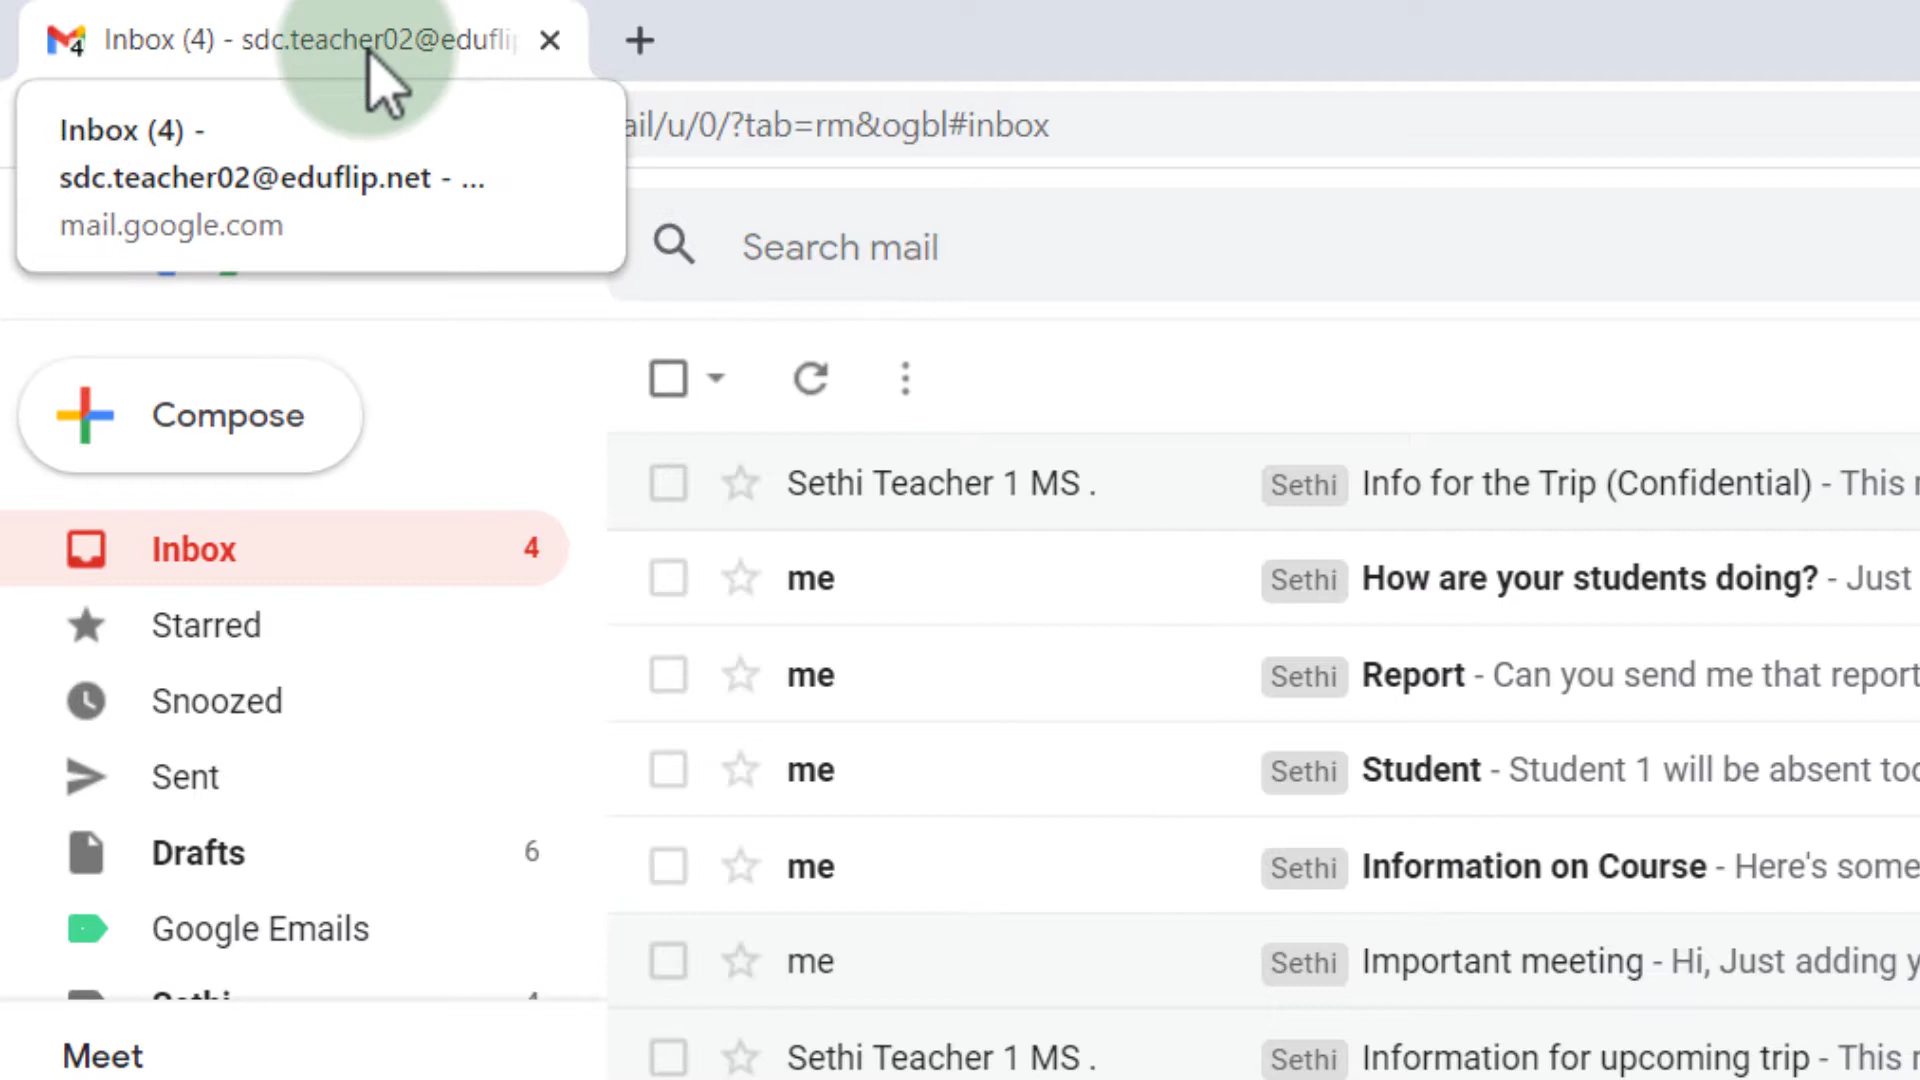 4 Inbox (4) - sdc.teacher02@edufli
Inbox (4) -
sdc.teacher02@eduflip.net - ...
mail.google.com
ail/u/0/?tab=rm&ogbl#inbox
Search mail
Compose
Inbox 4
Starred
Snoozed
Sent
Drafts 6
Google Emails
Sethi 4
Meet
Sethi Teacher 1 MS . Sethi Info for the Trip (Confidential) - This
me Sethi How are your students doing? - Just
me Sethi Report - Can you send me that report
me Sethi Student - Student 1 will be absent
me Sethi Information on Course - Here's some
me Sethi Important meeting - Hi, Just adding y
Sethi Teacher 1 MS . Sethi Information for upcoming trip - This